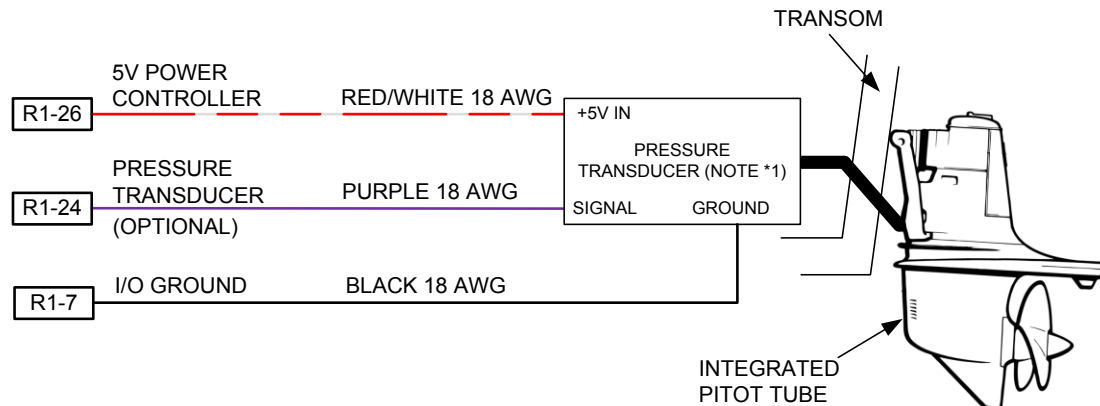 TRANSOM
5V POWER
CONTROLLER
R1-26
RED/WHITE 18 AWG
+5V IN
PRESSURE
TRANSDUCER (NOTE *1)
PRESSURE
TRANSDUCER
(OPTIONAL)
R1-24
PURPLE 18 AWG
SIGNAL
GROUND
R1-7
I/O GROUND
BLACK 18 AWG
INTEGRATED
PITOT TUBE